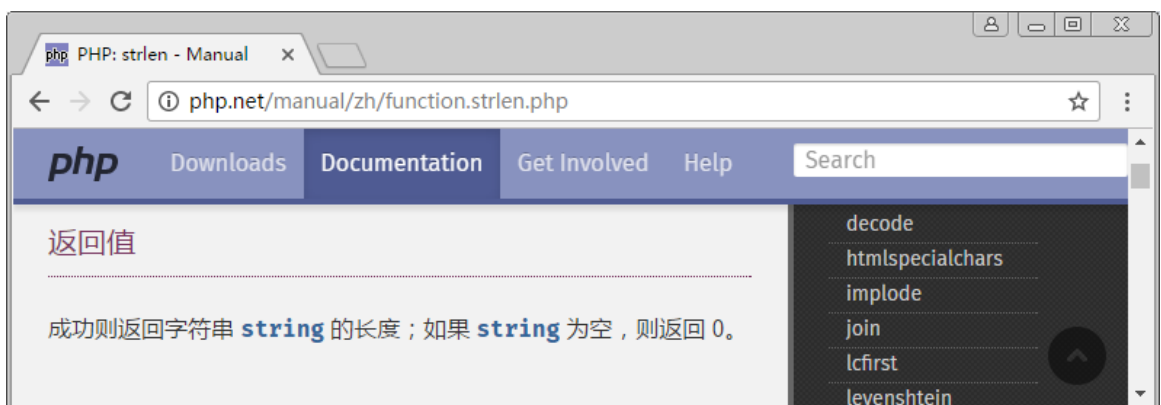 php PHP: strlen - Manual
php.net/manual/zh/function.strlen.php
php Downloads Documentation Get Involved Help Search
返回值
成功则返回字符串 string 的长度；如果 string 为空，则返回 0。
decode
htmlspecialchars
implode
join
lcfirst
levenshtein